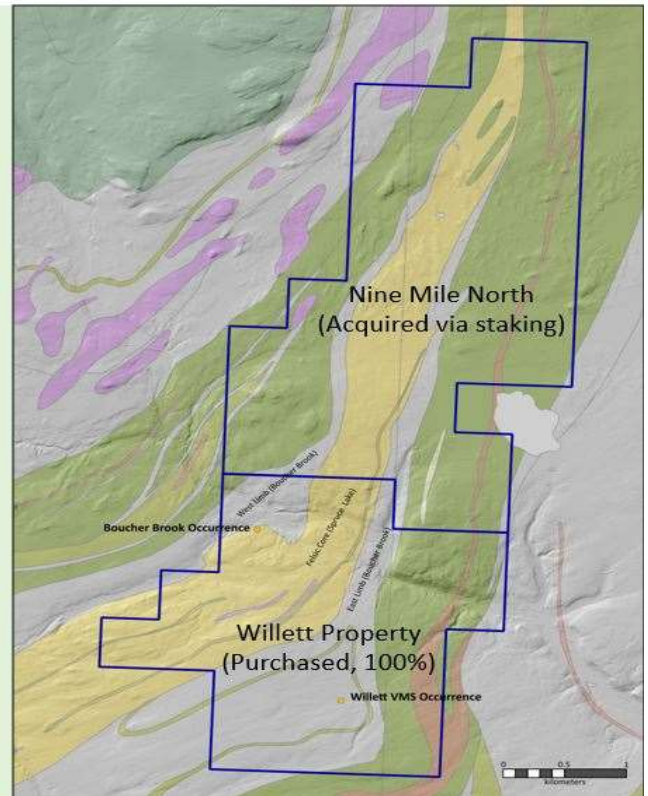 Nine Mile North
(Acquired via staking)
West Limb (Boucher Brook)
Boucher Brook Occurrence
Felsic Core (Spruce Lake)
East Limb (Boucher Brook)
Willett Property
(Purchased, 100%)
Willett VMS Occurrence
0 0.5 1
kilometers